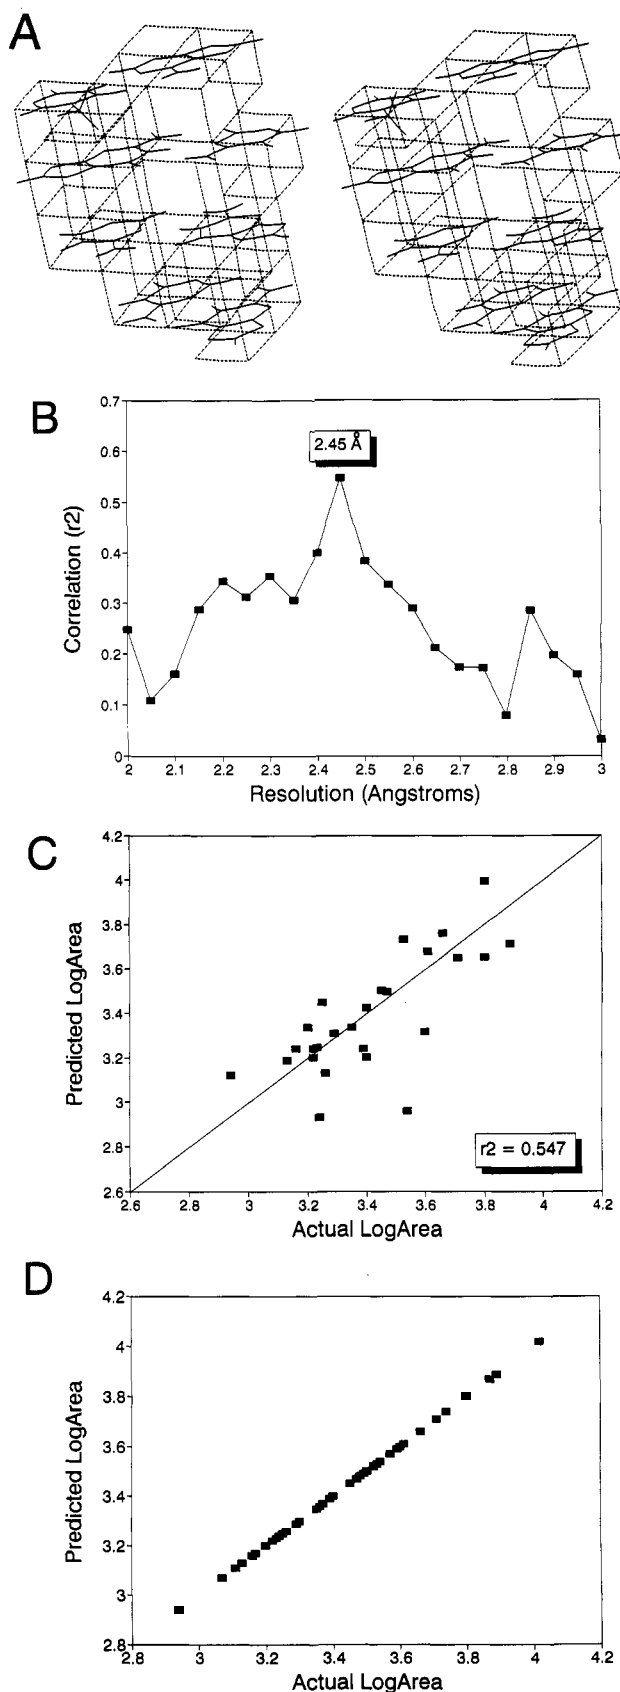 A
B
0.7
0.6
0.5
0.4
0.3
0.2
0.1
0
Correlation (r2)
2.45 Å
2 2.1 2.2 2.3 2.4 2.5 2.6 2.7 2.8 2.9 3
Resolution (Angstroms)
C
4.2
4
3.8
3.6
3.4
3.2
3
2.8
2.6
Predicted LogArea
r2 = 0.547
2.6 2.8 3 3.2 3.4 3.6 3.8 4 4.2
Actual LogArea
D
4.2
4
3.8
3.6
3.4
3.2
3
2.8
Predicted LogArea
2.8 3 3.2 3.4 3.6 3.8 4 4.2
Actual LogArea